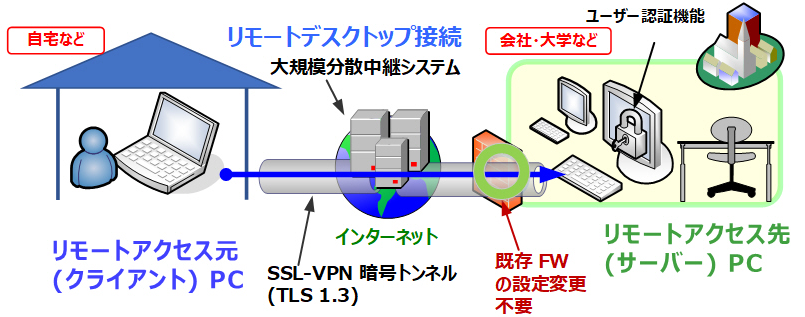 自宅など
リモートデスクトップ接続
大規模分散中継システム
ユーザー認証機能
会社・大学など
インターネット
リモートアクセス元
(クライアント) PC
SSL-VPN 暗号トンネル
(TLS 1.3)
既存 FW
の設定変更
不要
リモートアクセス先
(サーバー) PC